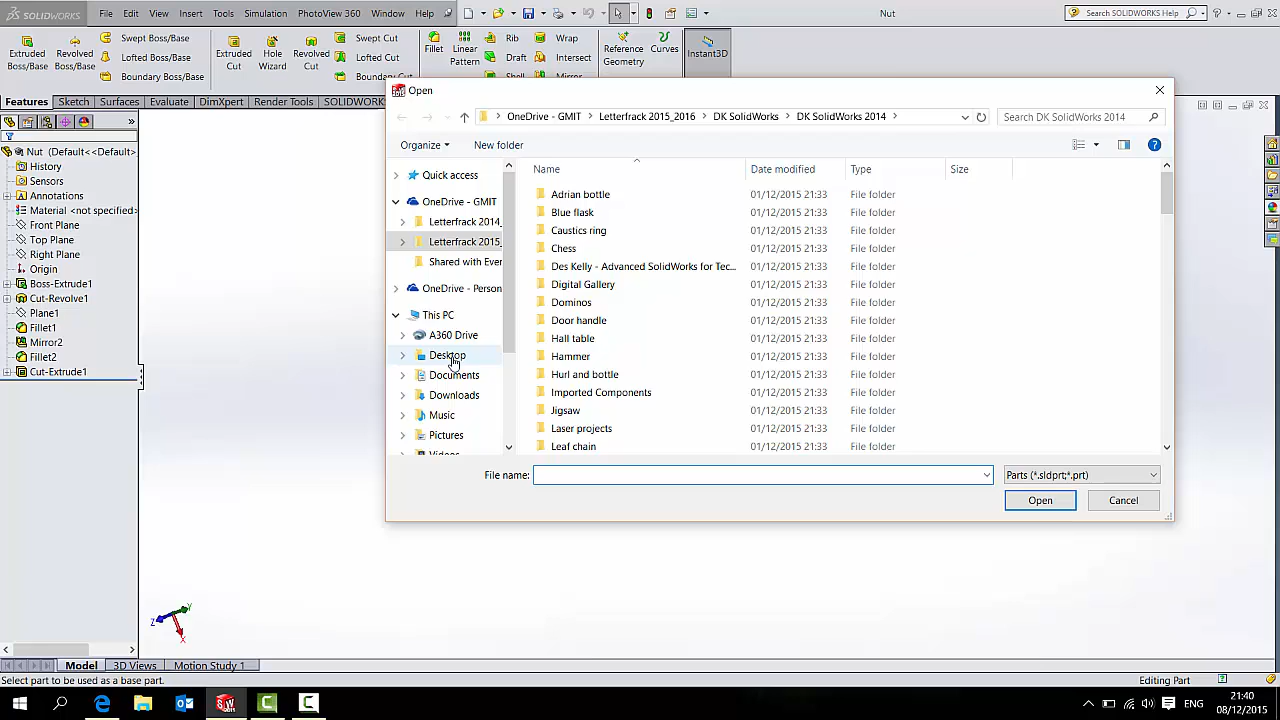 SOLIDWORKS File Edit View Insert Tools Simulation PhotoView 360 Window Help Nut Search SOLIDWORKS Help
Extruded Boss/Base
Revolved Boss/Base
Swept Boss/Base
Lofted Boss/Base
Boundary Boss/Base
Extruded Cut
Hole Wizard
Revolved Cut
Swept Cut
Lofted Cut
Boundary Cut
Fillet
Linear Pattern
Rib
Draft
Shell
Wrap
Intersect
Mirror
Reference Geometry
Curves
Instant3D
Features Sketch Surfaces Evaluate DimXpert Render Tools SOLIDWORKS
Nut (Default<<Default>
History
Sensors
Annotations
Material <not specified>
Front Plane
Top Plane
Right Plane
Origin
Boss-Extrude1
Cut-Revolve1
Plane1
Fillet1
Mirror2
Fillet2
Cut-Extrude1
Open
OneDrive - GMIT > Letterfrack 2015_2016 > DK SolidWorks > DK SolidWorks 2014 >
Search DK SolidWorks 2014
Organize New folder
Quick access
OneDrive - GMIT
Letterfrack 2014_
Letterfrack 2015_
Shared with Ever
OneDrive - Person
This PC
A360 Drive
Desktop
Documents
Downloads
Music
Pictures
Videos
Name Date modified Type Size
Adrian bottle 01/12/2015 21:33 File folder
Blue flask 01/12/2015 21:33 File folder
Caustics ring 01/12/2015 21:33 File folder
Chess 01/12/2015 21:33 File folder
Des Kelly - Advanced SolidWorks for Tec... 01/12/2015 21:33 File folder
Digital Gallery 01/12/2015 21:33 File folder
Dominos 01/12/2015 21:33 File folder
Door handle 01/12/2015 21:33 File folder
Hall table 01/12/2015 21:33 File folder
Hammer 01/12/2015 21:33 File folder
Hurl and bottle 01/12/2015 21:33 File folder
Imported Components 01/12/2015 21:33 File folder
Jigsaw 01/12/2015 21:33 File folder
Laser projects 01/12/2015 21:33 File folder
Leaf chain 01/12/2015 21:33 File folder
File name: Parts (*.sldprt;*.prt)
Open Cancel
Z Y X
Model 3D Views Motion Study 1
Select part to be used as a base part. Editing Part
ENG
21:40
08/12/2015